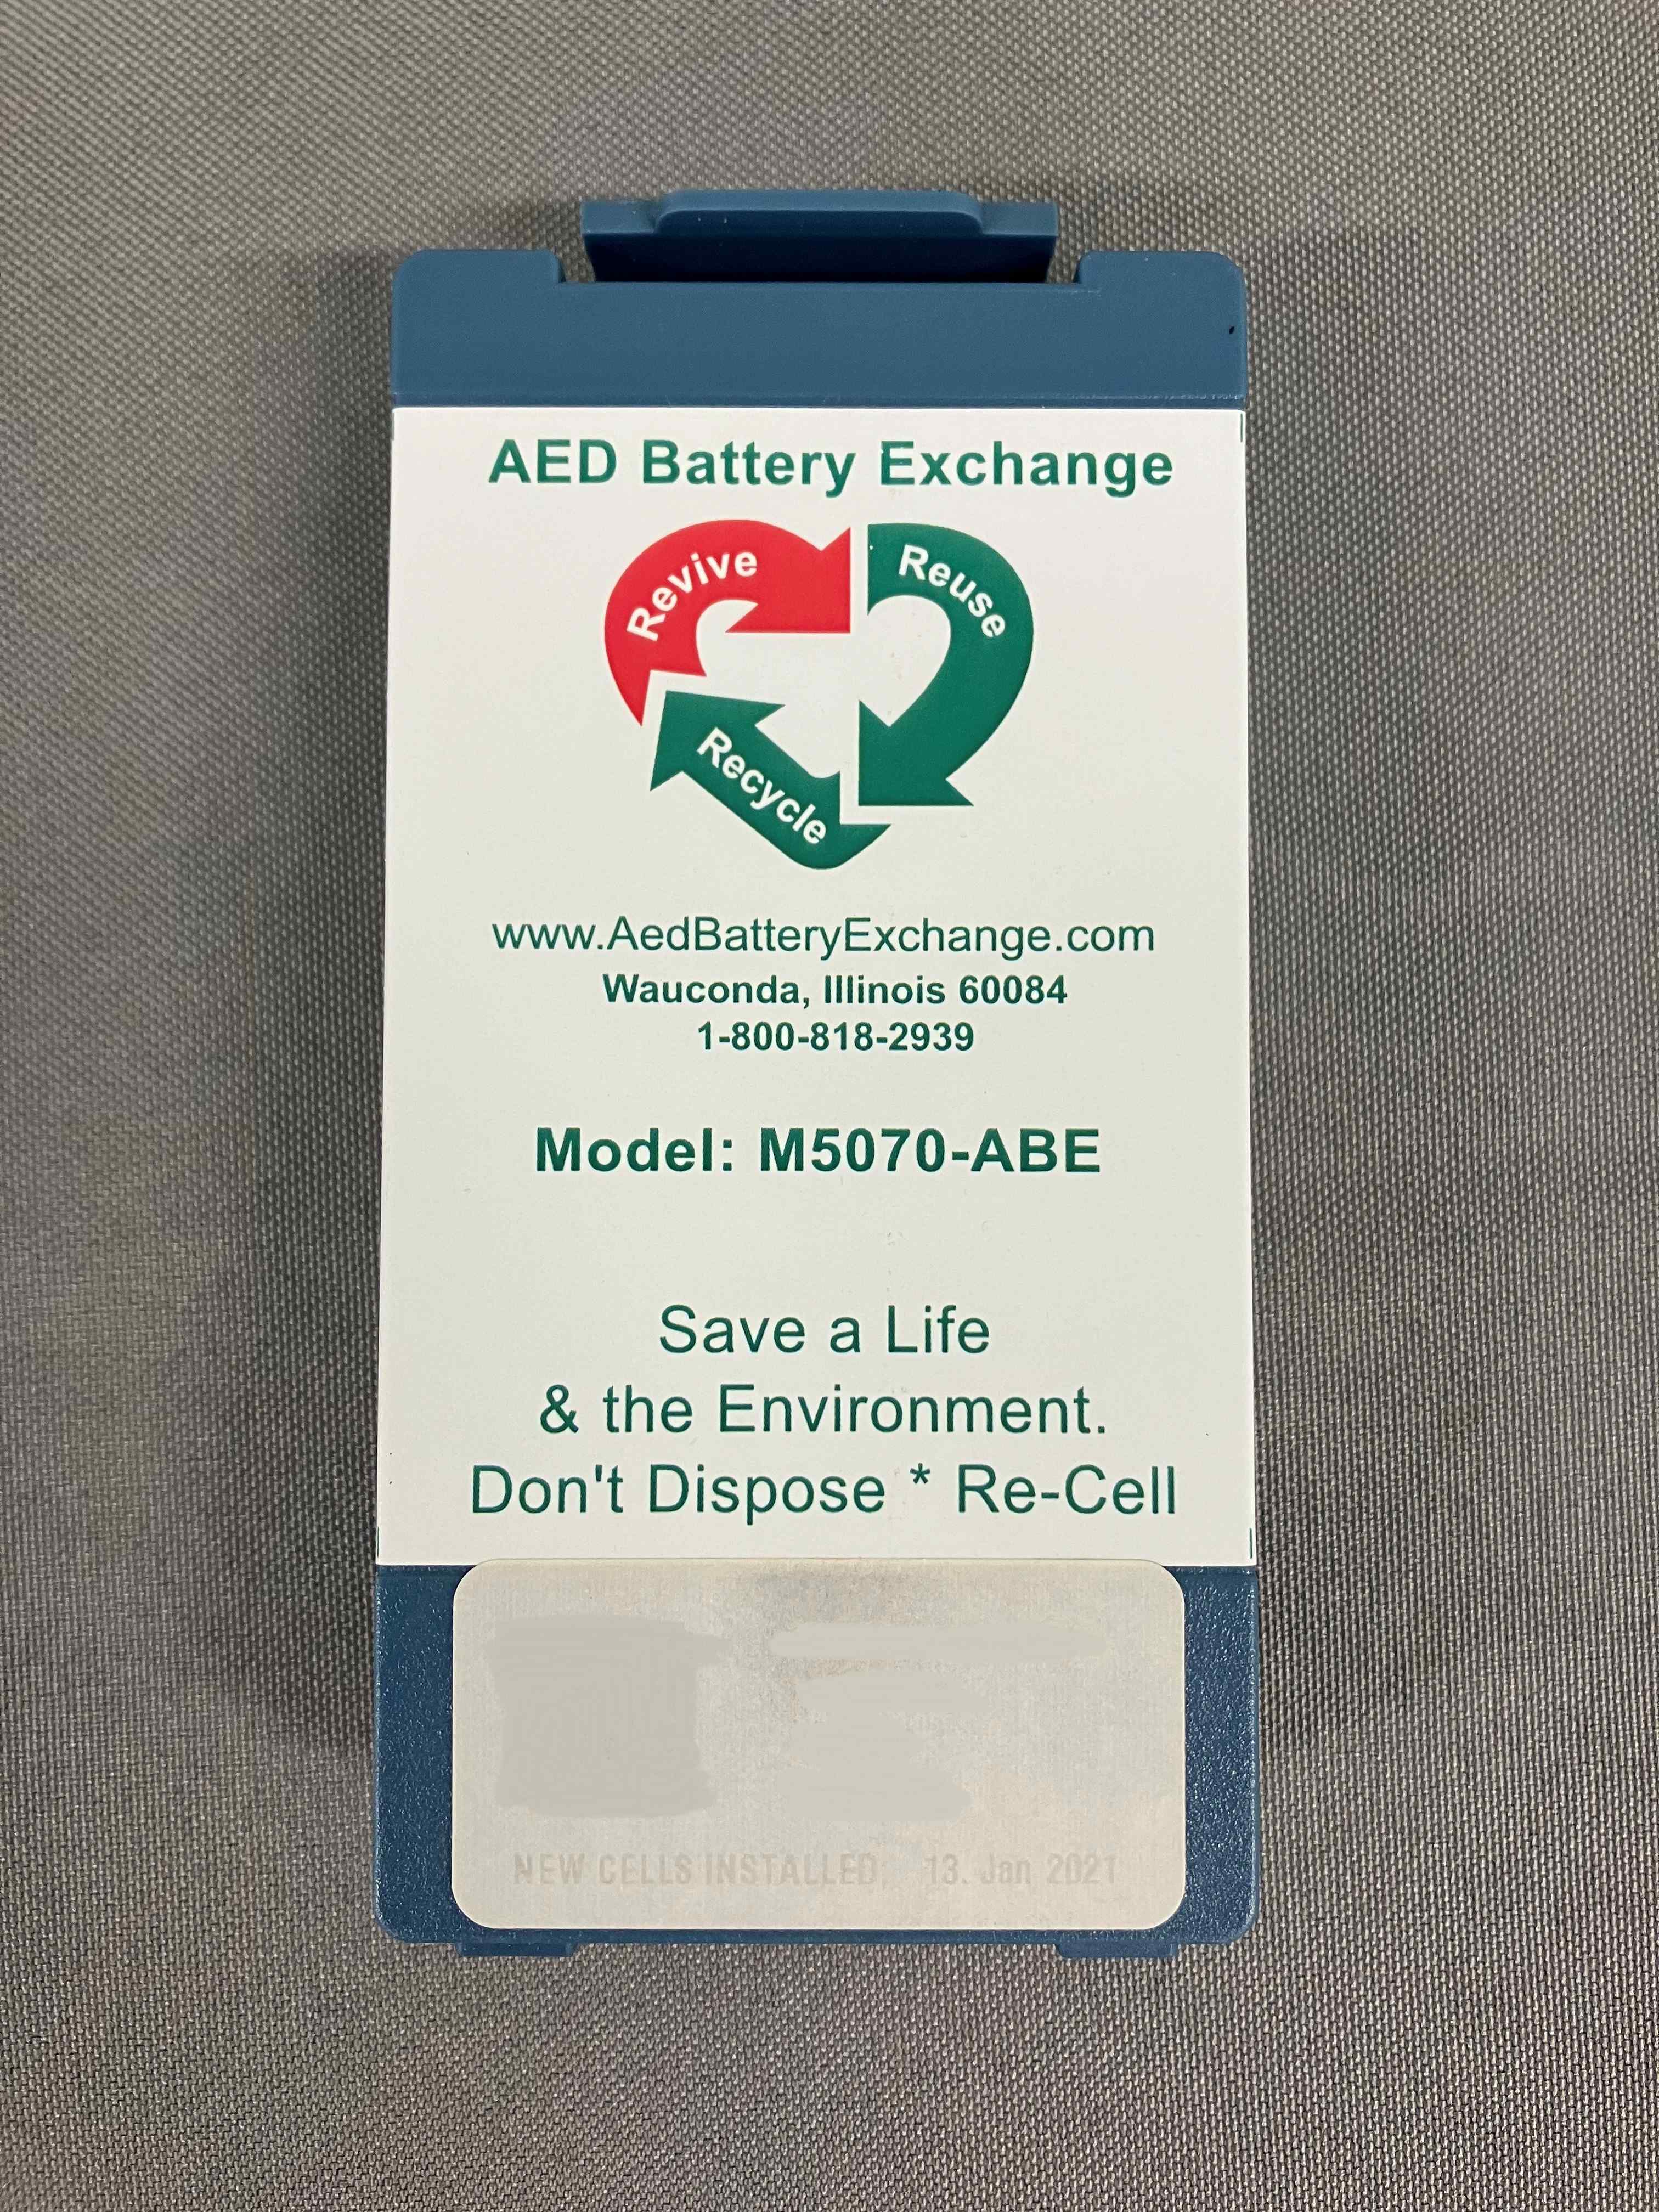 AED Battery Exchange
Revive
Reuse
Recycle
www.AedBatteryExchange.com
Wauconda, Illinois 60084
1-800-818-2939
Model: M5070-ABE
Save a Life
& the Environment.
Don't Dispose * Re-Cell
NEW CELLS INSTALLED: 13. Jan 2021